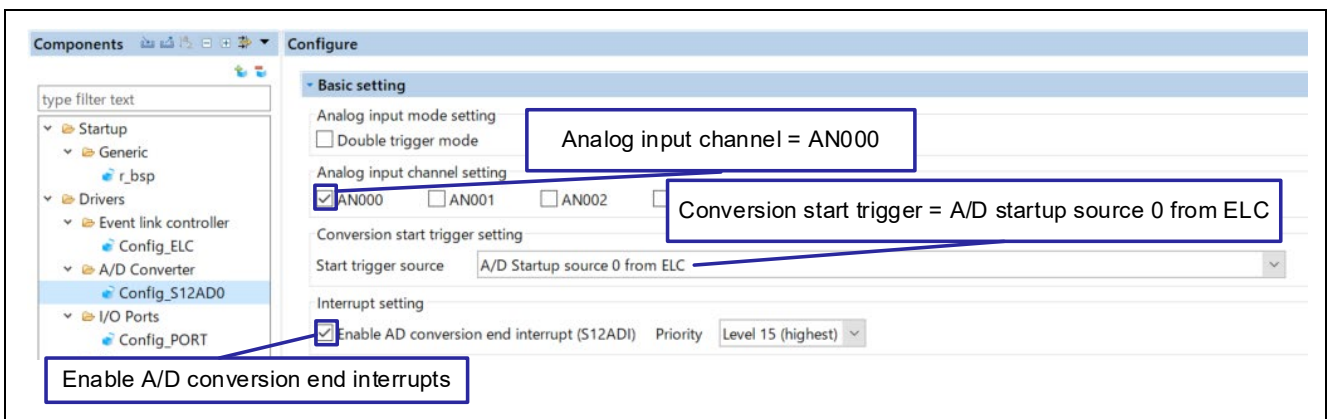 Components
Configure
type filter text
Startup
Generic
r_bsp
Drivers
Event link controller
Config_ELC
A/D Converter
Config_S12AD0
I/O Ports
Config_PORT
Basic setting
Analog input mode setting
Double trigger mode
Analog input channel = AN000
Analog input channel setting
AN000 AN001 AN002
Conversion start trigger = A/D startup source 0 from ELC
Conversion start trigger setting
Start trigger source A/D Startup source 0 from ELC
Interrupt setting
Enable AD conversion end interrupt (S12ADI) Priority Level 15 (highest)
Enable A/D conversion end interrupts